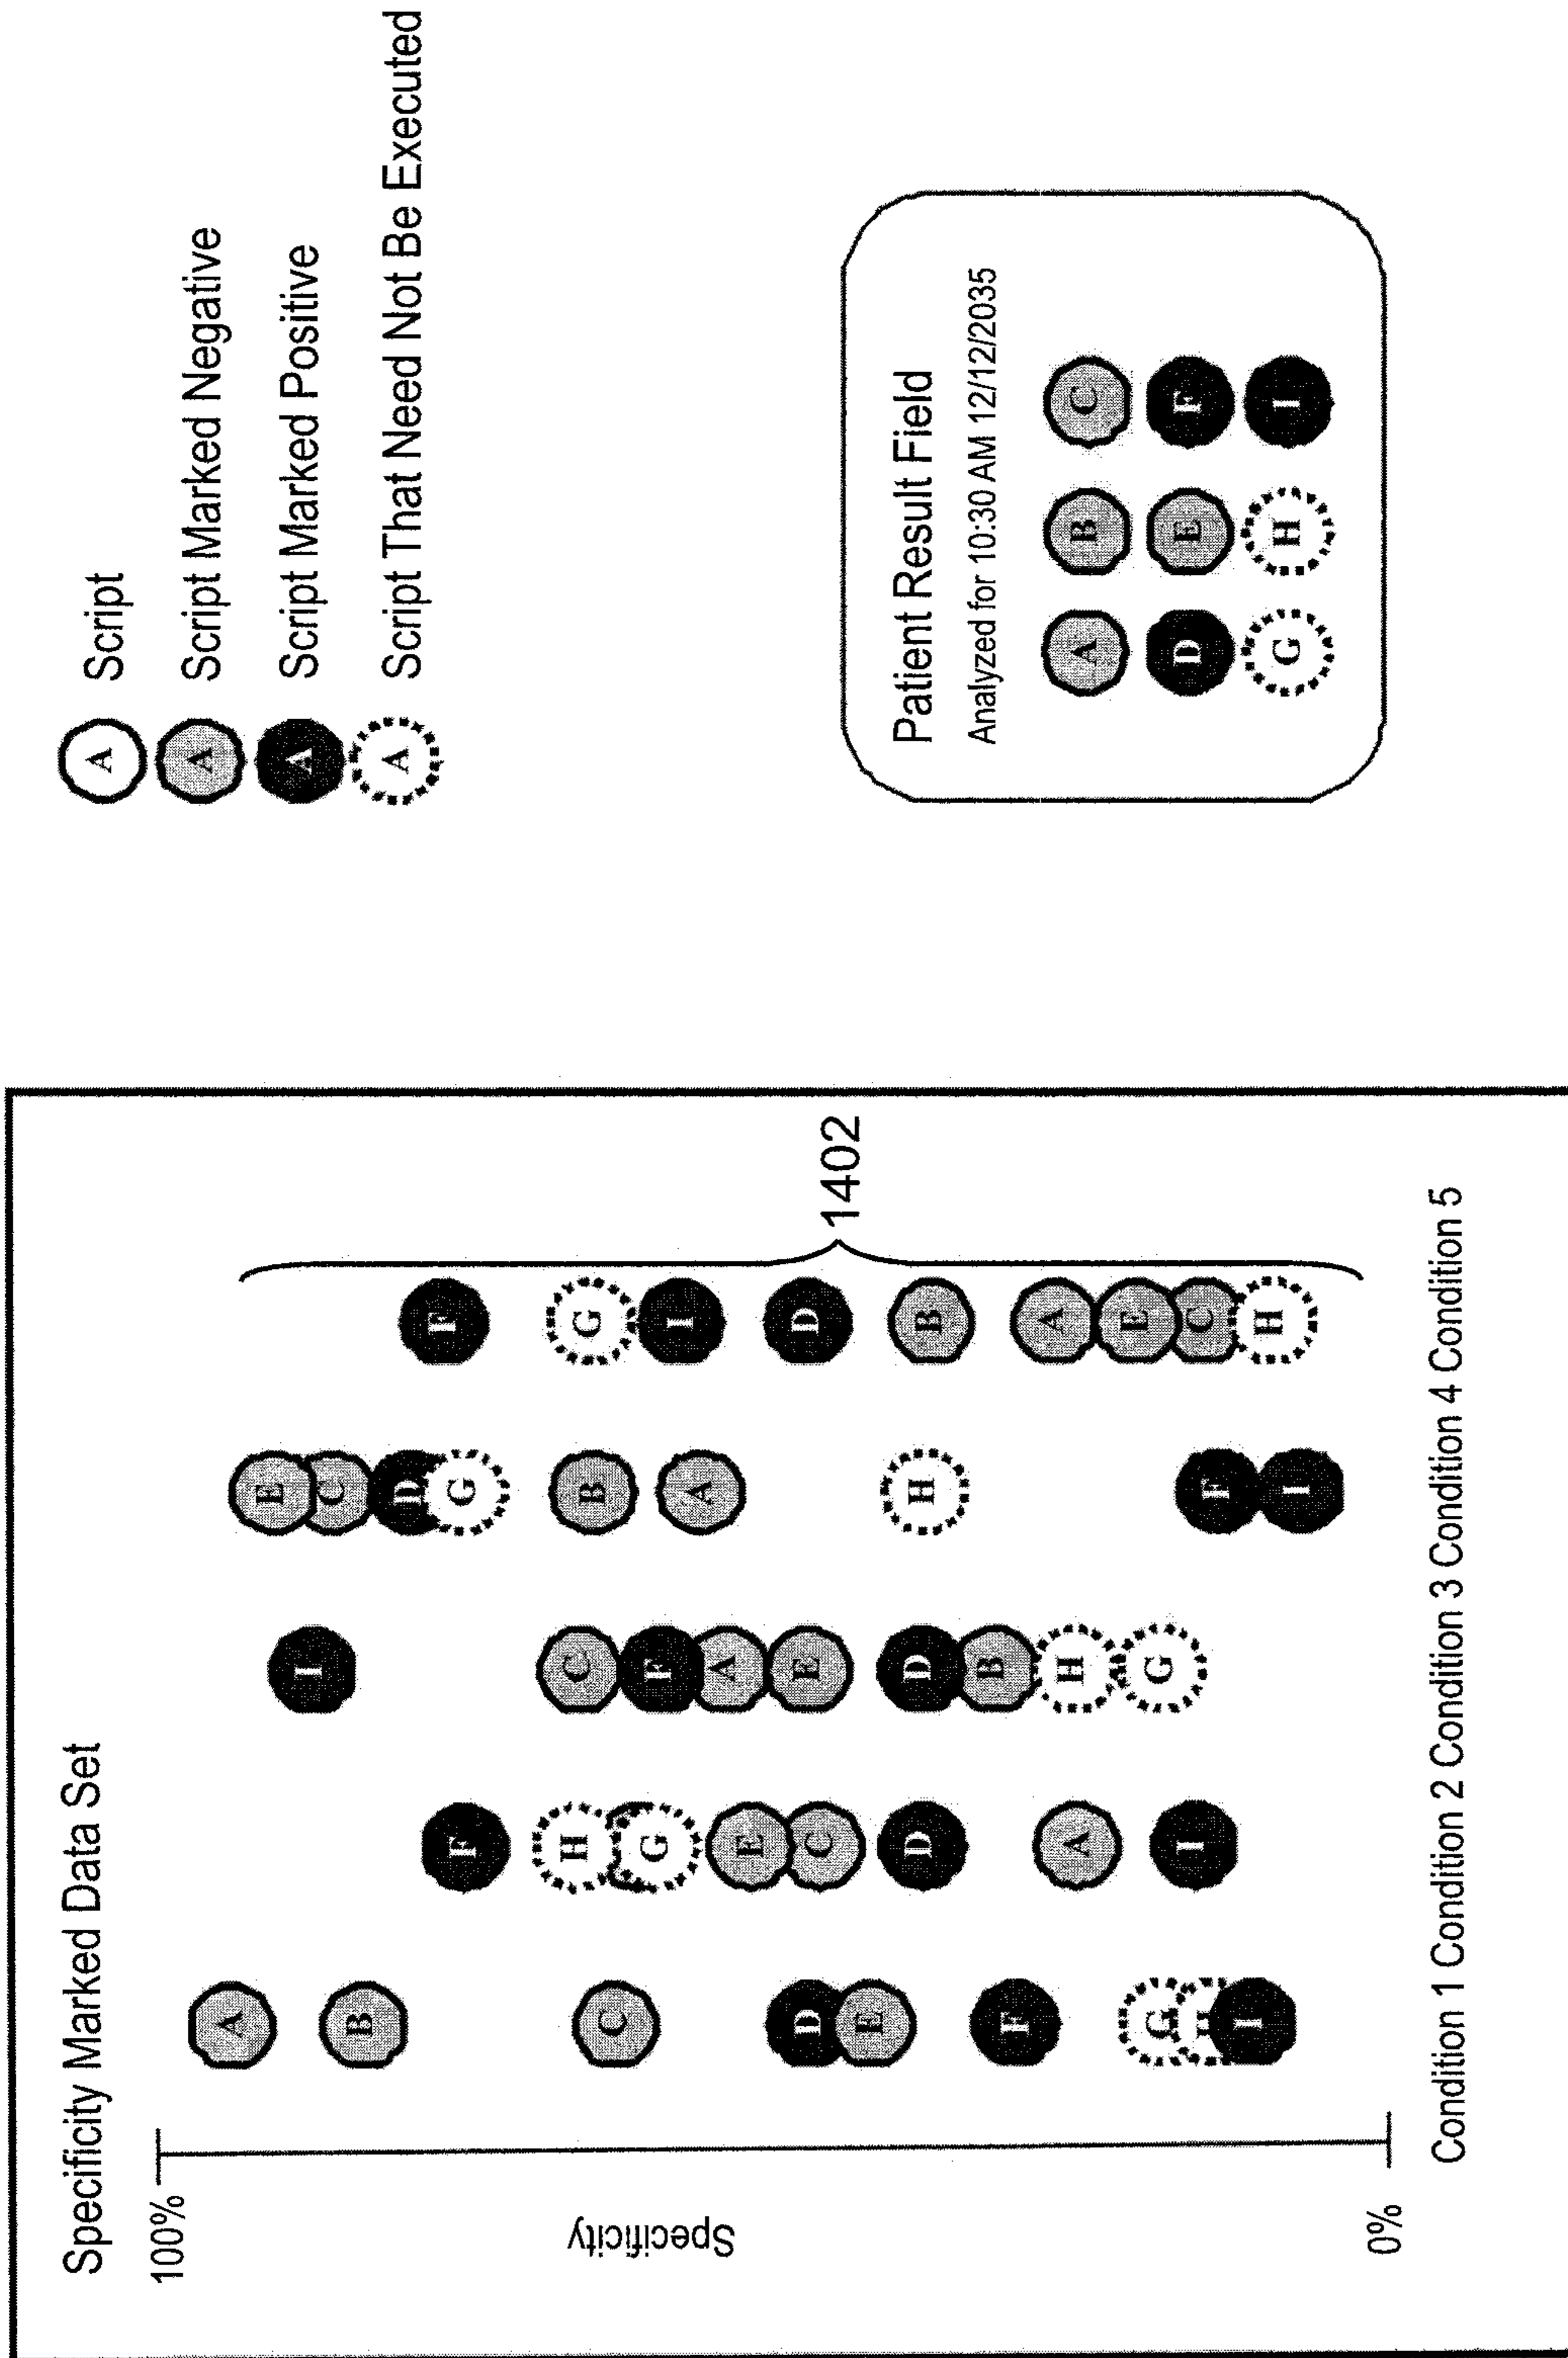 Specificity Marked Data Set
100%
Specificity
0%
A
B
C
D
E
F
G
H
I
F
H
G
E
C
D
A
I
I
C
F
A
E
D
B
H
G
E
C
D
G
B
A
H
F
I
F
G
I
D
B
A
E
C
H
1402
Condition 1 Condition 2 Condition 3 Condition 4 Condition 5
A Script
A Script Marked Negative
A Script Marked Positive
A Script That Need Not Be Executed
Patient Result Field
Analyzed for 10:30 AM 12/12/2035
A B C
D E F
G H I